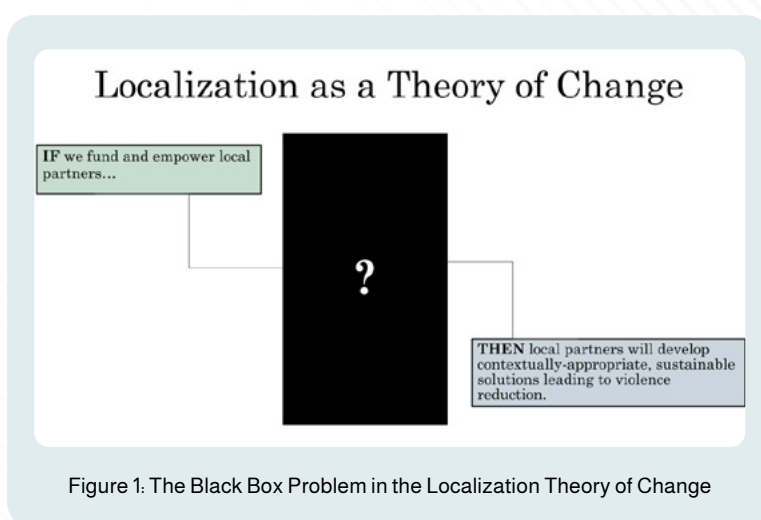 Localization as a Theory of Change
IF we fund and empower local
partners...
?
THEN local partners will develop
contextually-appropriate, sustainable
solutions leading to violence
reduction.
Figure 1: The Black Box Problem in the Localization Theory of Change